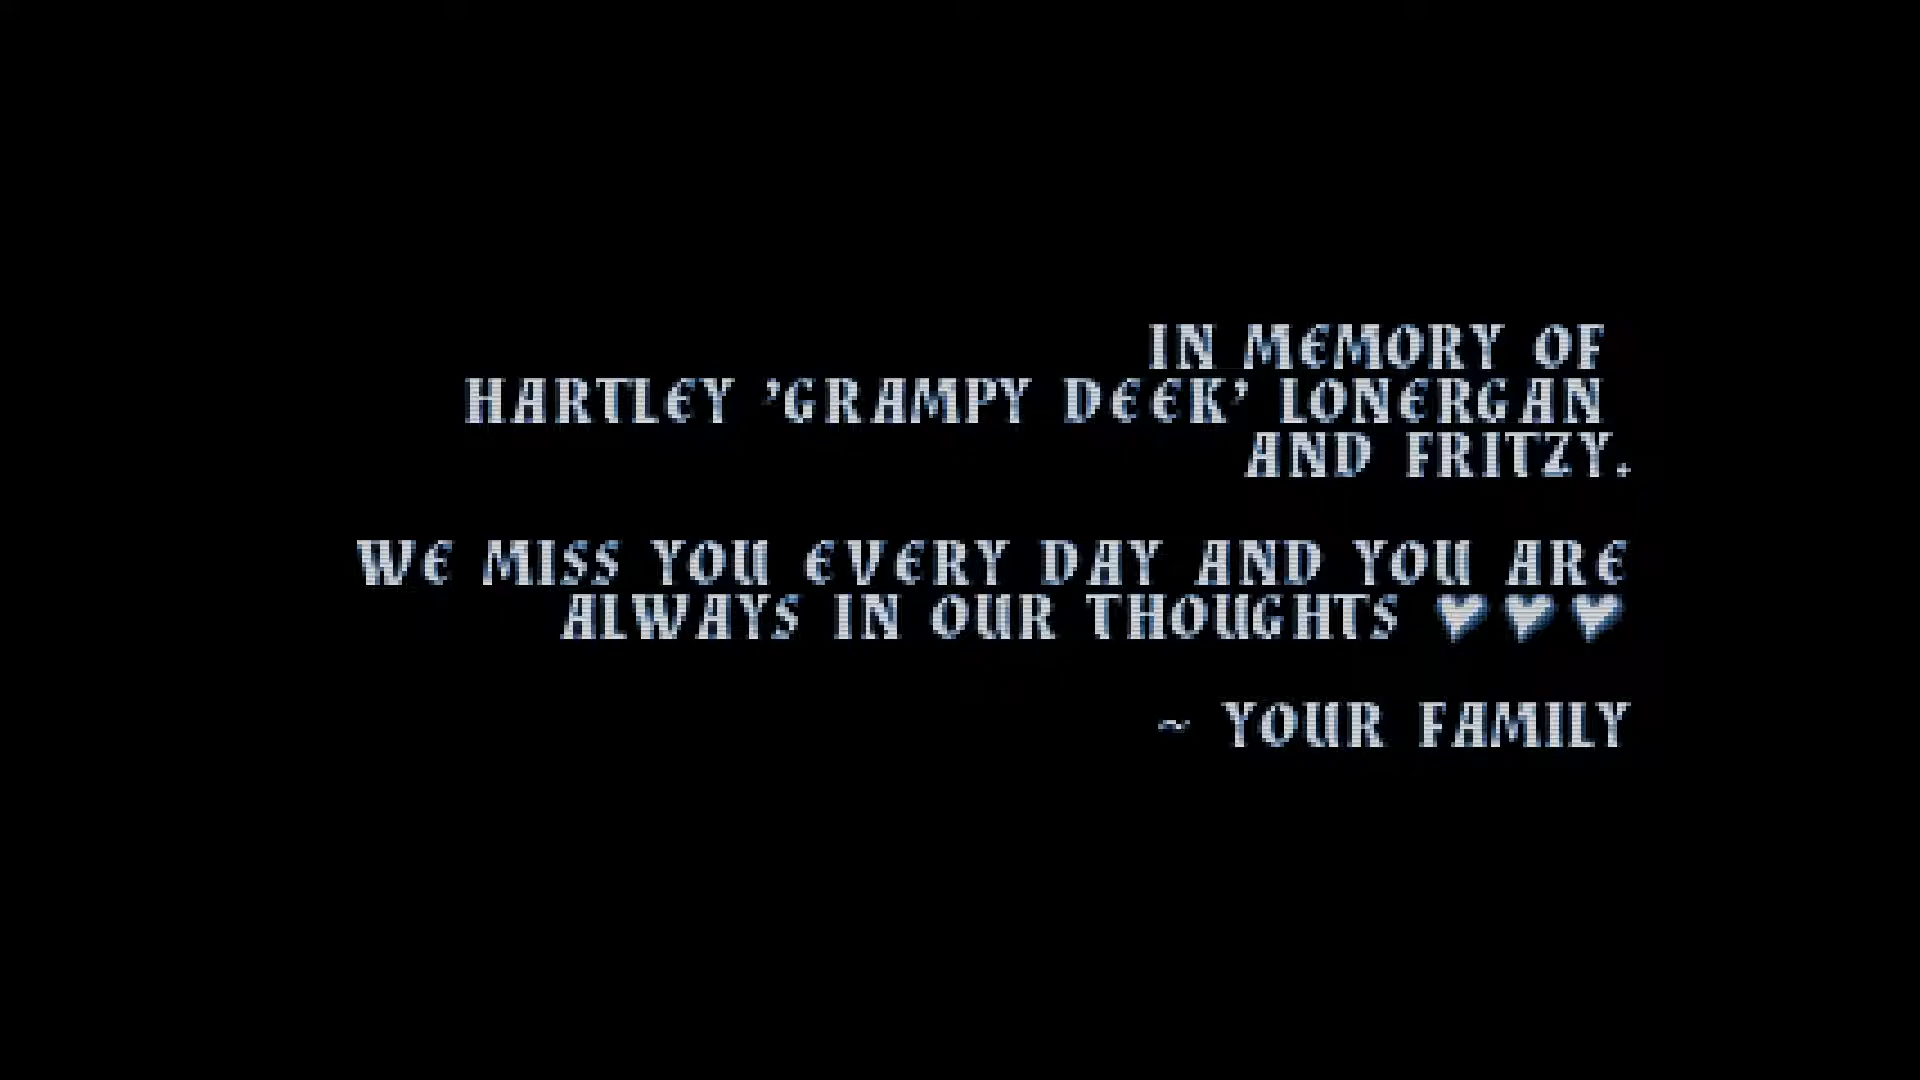 IN MEMORY OF
HARTLEY 'GRAMPY DEEK' LONERGAN
AND FRITZY.
WE MISS YOU EVERY DAY AND YOU ARE
ALWAYS IN OUR THOUGHTS ♥♥♥
~ YOUR FAMILY